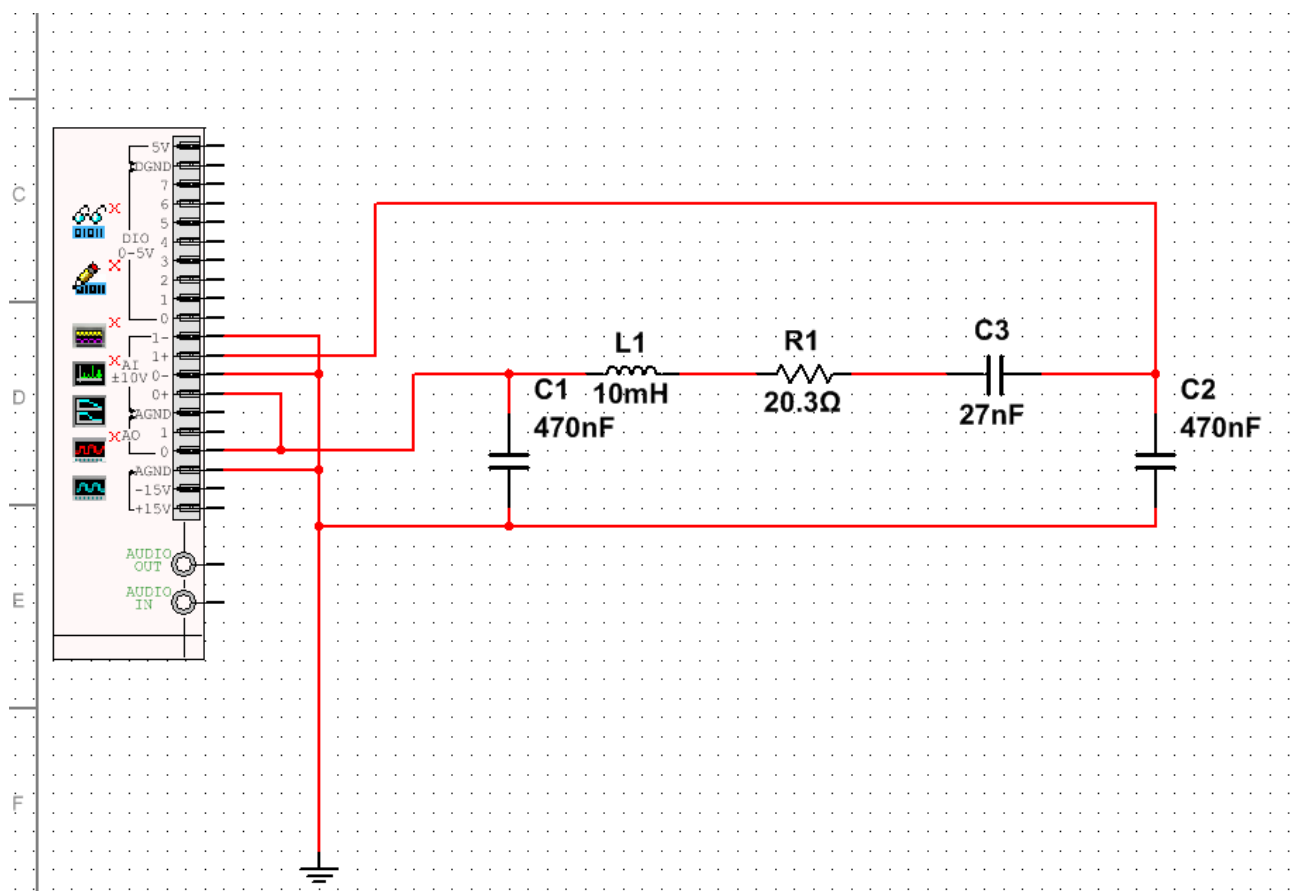 C
D
E
F
5V
DGND
7
6
5
4
3
2
1
0
DIO
0-5V
1-
1+
0-
0+
AGND
AI
±10V
1
0
AO
AGND
-15V
+15V
AUDIO
OUT
AUDIO
IN
L1
10mH
R1
20.3Ω
C3
27nF
C1
470nF
C2
470nF